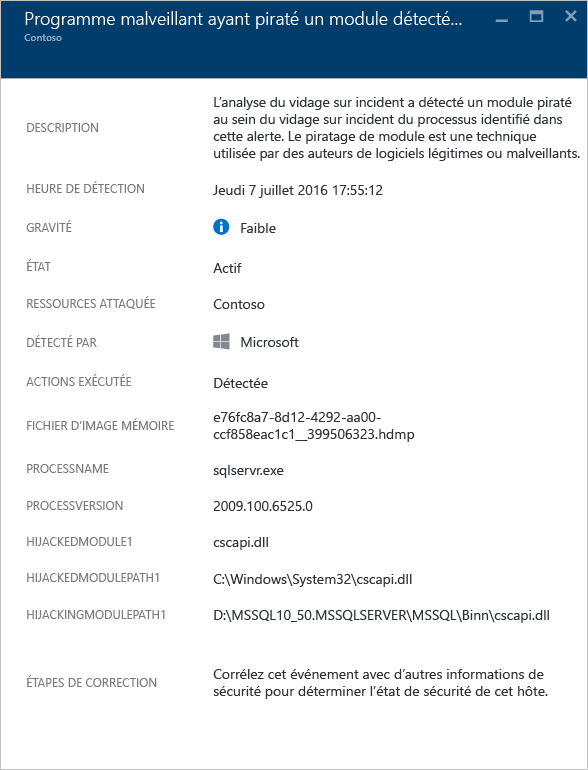 Programme malveillant ayant piraté un module détecté...
Contoso
DESCRIPTION
L'analyse du vidage sur incident a détecté un module piraté
au sein du vidage sur incident du processus identifié dans
cette alerte. Le piratage de module est une technique
utilisée par des auteurs de logiciels légitimes ou malveillants.
HEURE DE DÉTECTION
Jeudi 7 juillet 2016 17:55:12
GRAVITÉ
Faible
ÉTAT
Actif
RESSOURCES ATTAQUÉE
Contoso
DÉTECTÉ PAR
Microsoft
ACTIONS EXÉCUTÉE
Détectée
FICHIER D'IMAGE MÉMOIRE
e76fc8a7-8d12-4292-aa00-
ccf858eac1c1__399506323.hdmp
PROCESSNAME
sqlservr.exe
PROCESSVERSION
2009.100.6525.0
HIJACKEDMODULE1
cscapi.dll
HIJACKEDMODULEPATH1
C:\Windows\System32\cscapi.dll
HIJACKINGMODULEPATH1
D:\MSSQL10_50.MSSQLSERVER\MSSQL\Binn\cscapi.dll
ÉTAPES DE CORRECTION
Corrélez cet événement avec d'autres informations de
sécurité pour déterminer l'état de sécurité de cet hôte.